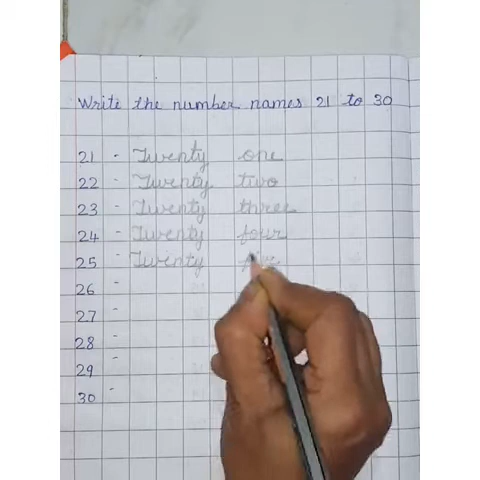 Write the number names 21 to 30
21 - Twenty one
22 - Twenty two
23 - Twenty three
24 - Twenty four
25 - Twenty five
26 -
27 -
28 -
29 -
30 -